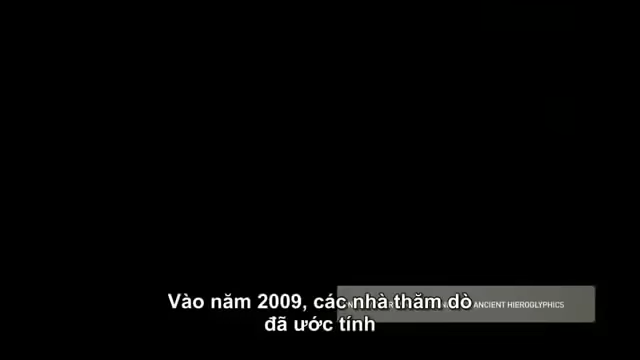 Vào năm 2009, các nhà thăm dò
ANCIENT HIEROGLYPHICS
đã ước tính